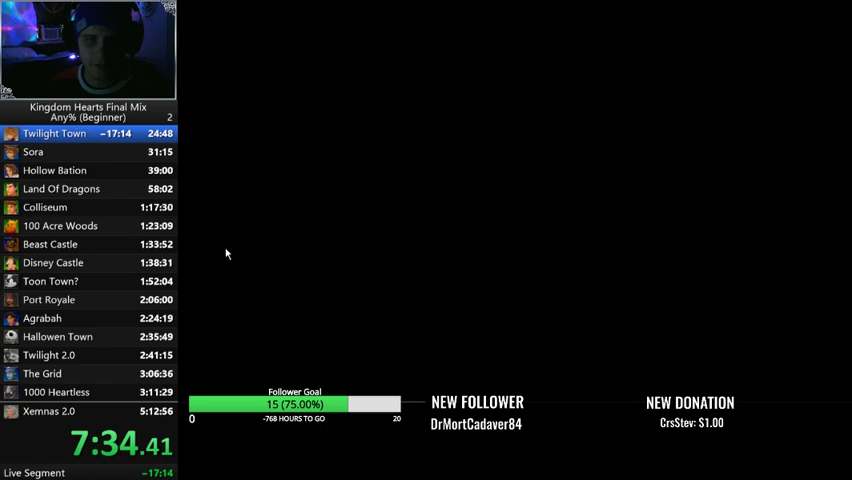 Kingdom Hearts Final Mix
Any% (Beginner) 2
Twilight Town −17:14 24:48
Sora 31:15
Hollow Bation 39:00
Land Of Dragons 58:02
Colliseum 1:17:30
100 Acre Woods 1:23:09
Beast Castle 1:33:52
Disney Castle 1:38:31
Toon Town? 1:52:04
Port Royale 2:06:00
Agrabah 2:24:19
Hallowen Town 2:35:49
Twilight 2.0 2:41:15
The Grid 3:06:36
1000 Heartless 3:11:29
Xemnas 2.0 5:12:56
7:34.41
Live Segment −17:14
Follower Goal
15 (75.00%)
0 -768 HOURS TO GO 20
NEW FOLLOWER
DrMortCadaver84
NEW DONATION
CrsStev: $1.00